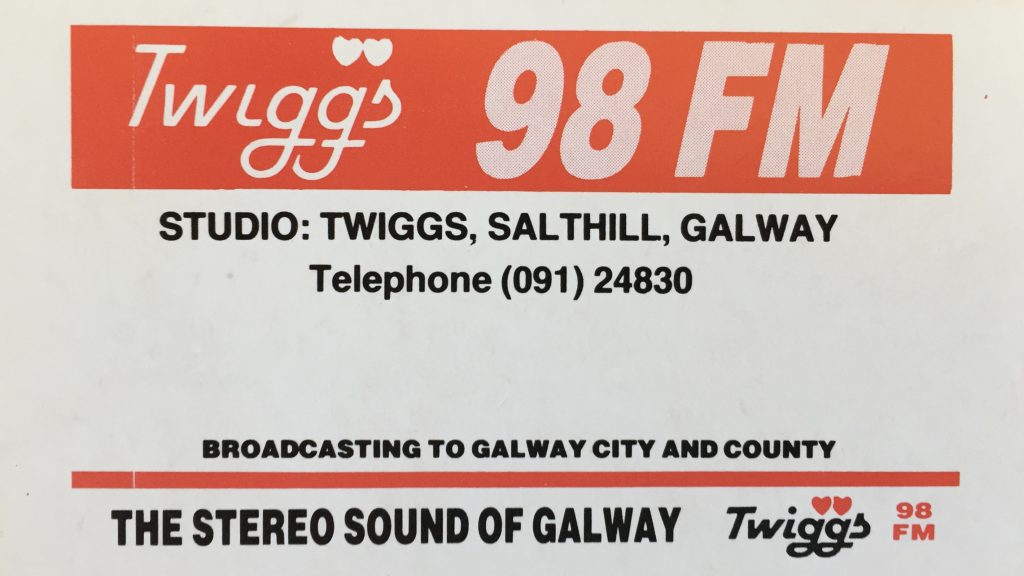 Twiggs 98 FM
STUDIO: TWIGGS, SALTHILL, GALWAY
Telephone (091) 24830
BROADCASTING TO GALWAY CITY AND COUNTY
THE STEREO SOUND OF GALWAY Twiggs 98 FM